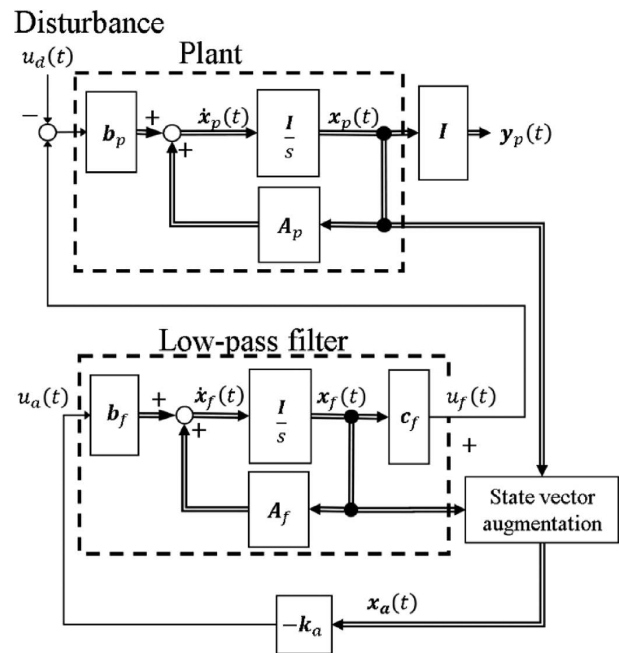 Disturbance
u_d(t)
Plant
−
b_p
+
ẋ_p(t)
+
I
s
x_p(t)
I
y_p(t)
A_p
Low-pass filter
u_a(t)
b_f
+
ẋ_f(t)
+
I
s
x_f(t)
c_f
u_f(t)
+
A_f
State vector
augmentation
x_a(t)
−k_a